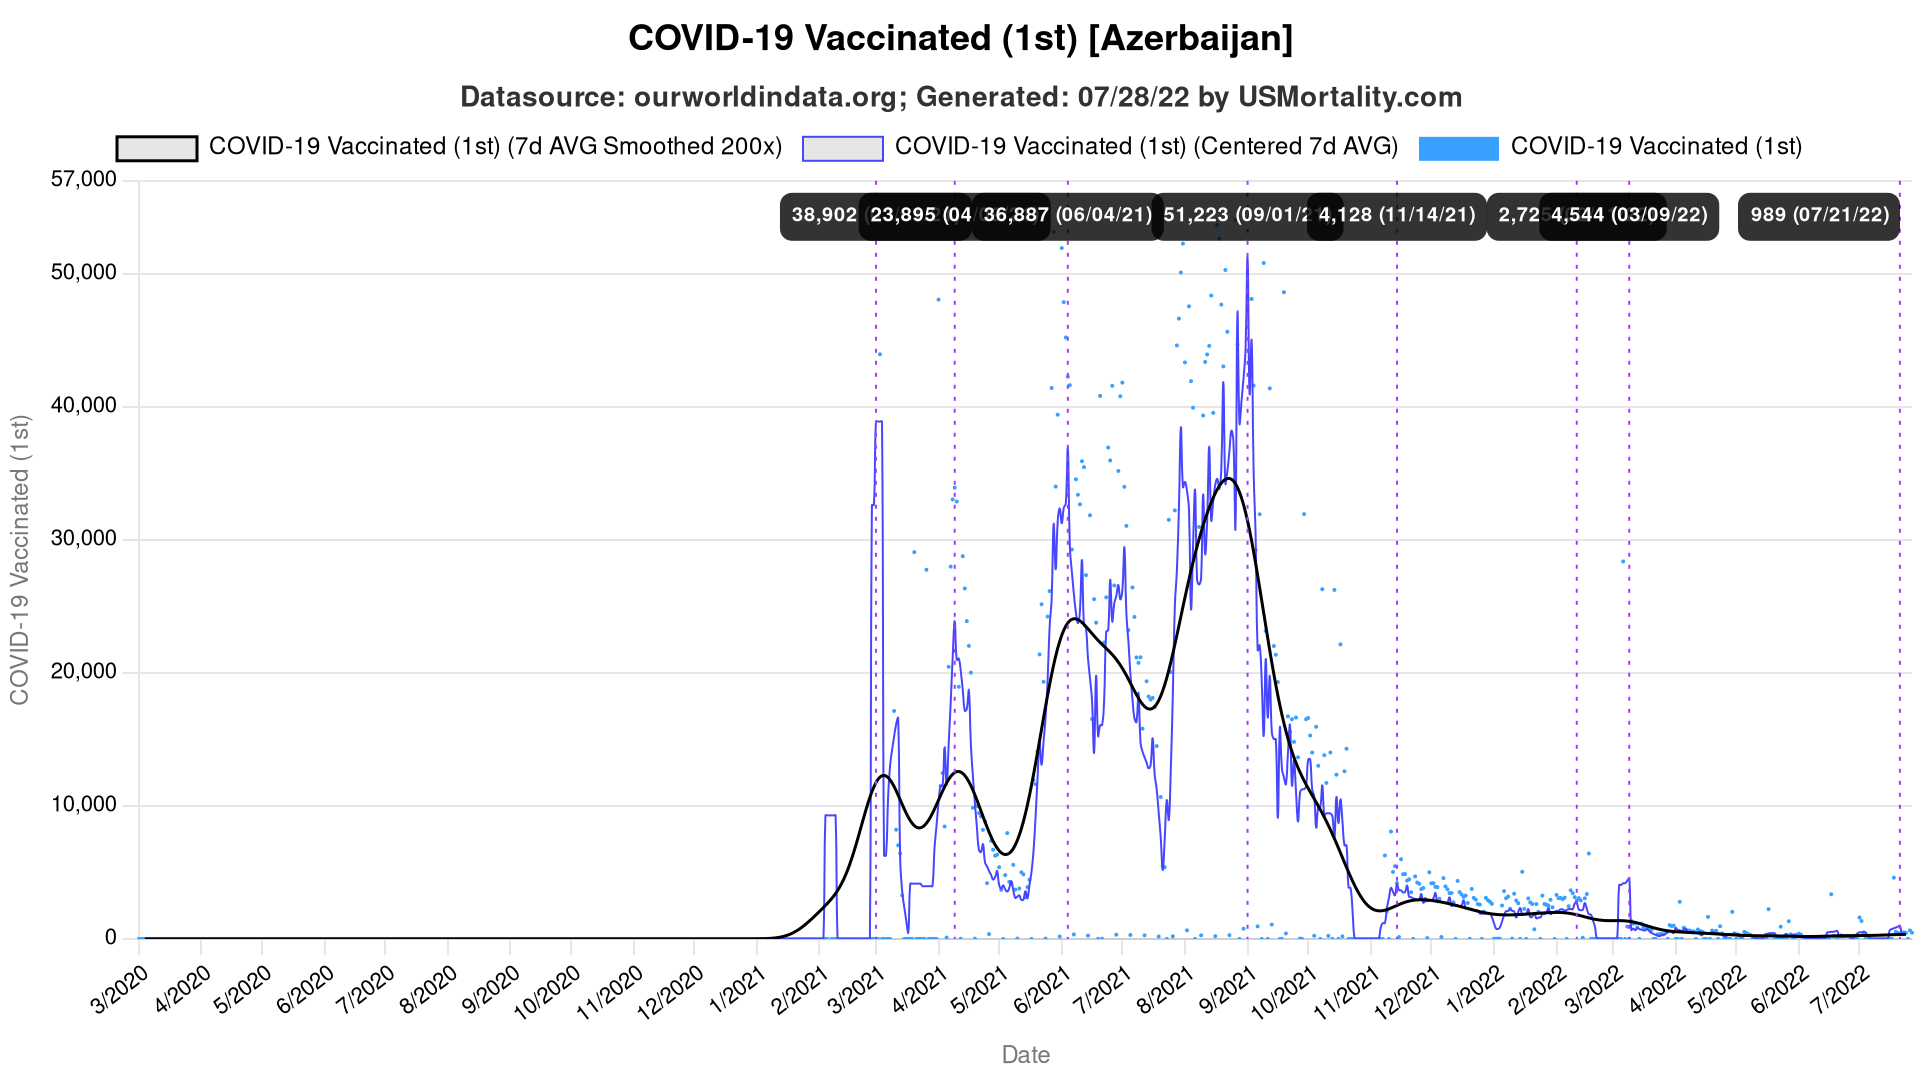 COVID-19 Vaccinated (1st) [Azerbaijan]
Datasource: ourworldindata.org; Generated: 07/28/22 by USMortality.com
COVID-19 Vaccinated (1st) (7d AVG Smoothed 200x) COVID-19 Vaccinated (1st) (Centered 7d AVG) COVID-19 Vaccinated (1st)
57,000
38,902 23,895 (04 36,887 (06/04/21) 51,223 (09/01/2 4,128 (11/14/21) 2,72 4,544 (03/09/22) 989 (07/21/22)
50,000
40,000
30,000
20,000
10,000
0
COVID-19 Vaccinated (1st)
3/2020 4/2020 5/2020 6/2020 7/2020 8/2020 9/2020 10/2020 11/2020 12/2020 1/2021 2/2021 3/2021 4/2021 5/2021 6/2021 7/2021 8/2021 9/2021 10/2021 11/2021 12/2021 1/2022 2/2022 3/2022 4/2022 5/2022 6/2022 7/2022
Date